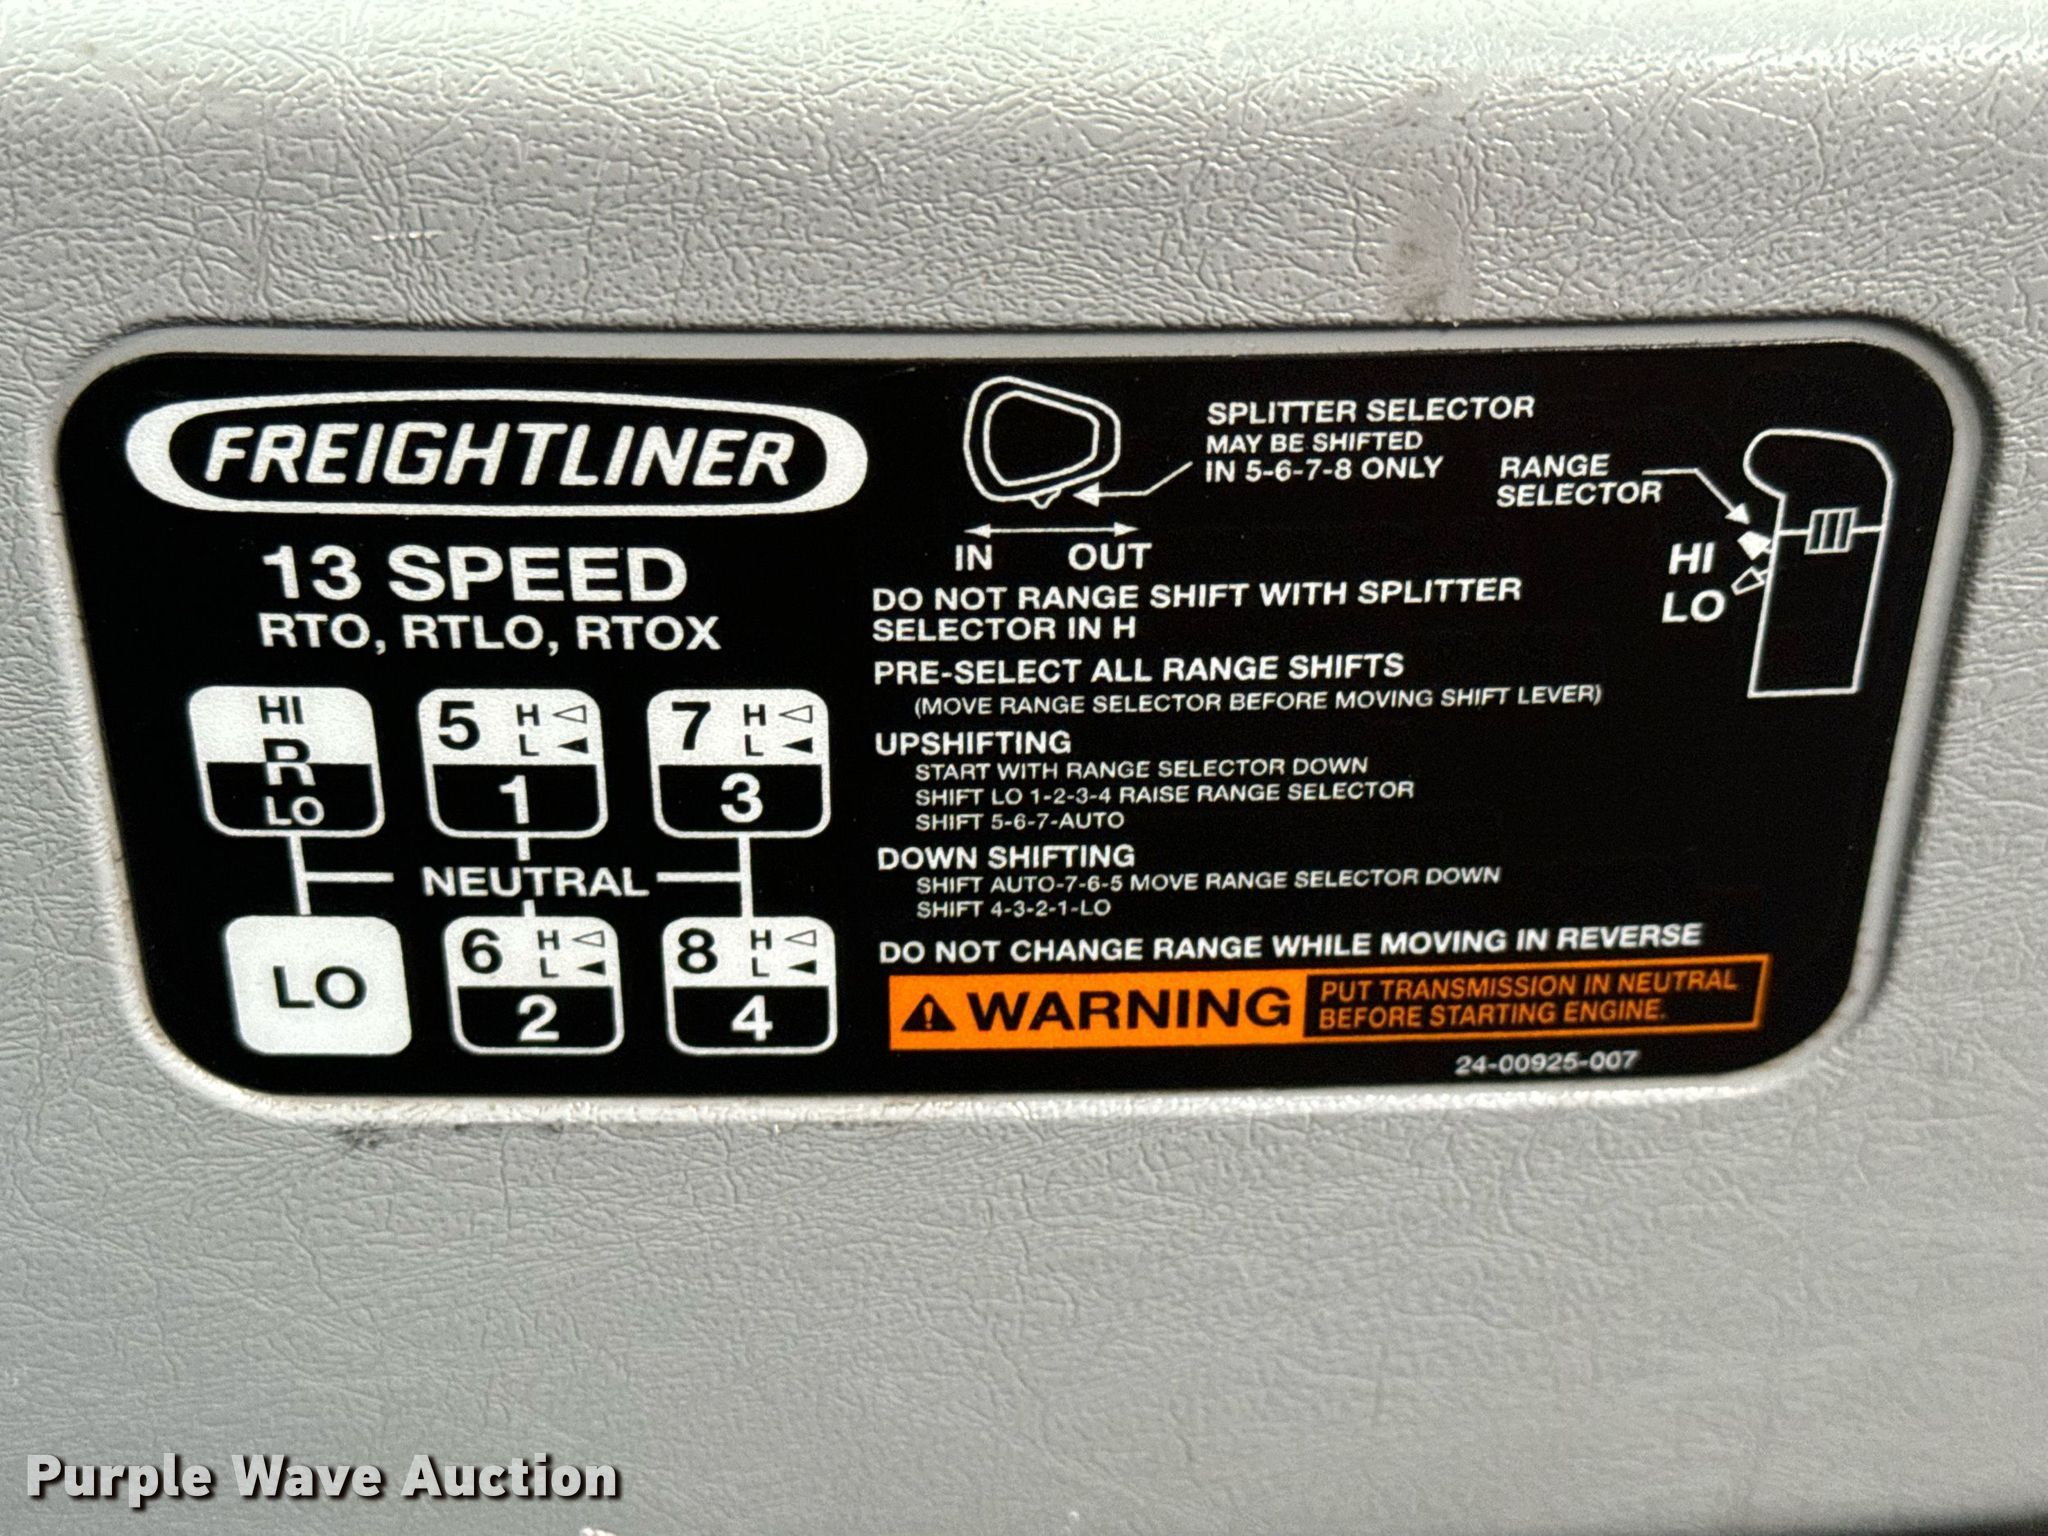 FREIGHTLINER
13 SPEED
RTO, RTLO, RTOX
HI
R
LO
5 H
L
1
7 H
L
3
NEUTRAL
LO
6 H
L
2
8 H
L
4
SPLITTER SELECTOR
MAY BE SHIFTED
IN 5-6-7-8 ONLY
IN OUT
RANGE
SELECTOR
HI
LO
DO NOT RANGE SHIFT WITH SPLITTER
SELECTOR IN H
PRE-SELECT ALL RANGE SHIFTS
(MOVE RANGE SELECTOR BEFORE MOVING SHIFT LEVER)
UPSHIFTING
START WITH RANGE SELECTOR DOWN
SHIFT LO 1-2-3-4 RAISE RANGE SELECTOR
SHIFT 5-6-7-AUTO
DOWN SHIFTING
SHIFT AUTO-7-6-5 MOVE RANGE SELECTOR DOWN
SHIFT 4-3-2-1-LO
DO NOT CHANGE RANGE WHILE MOVING IN REVERSE
WARNING
PUT TRANSMISSION IN NEUTRAL
BEFORE STARTING ENGINE.
24-00925-007
Purple Wave Auction